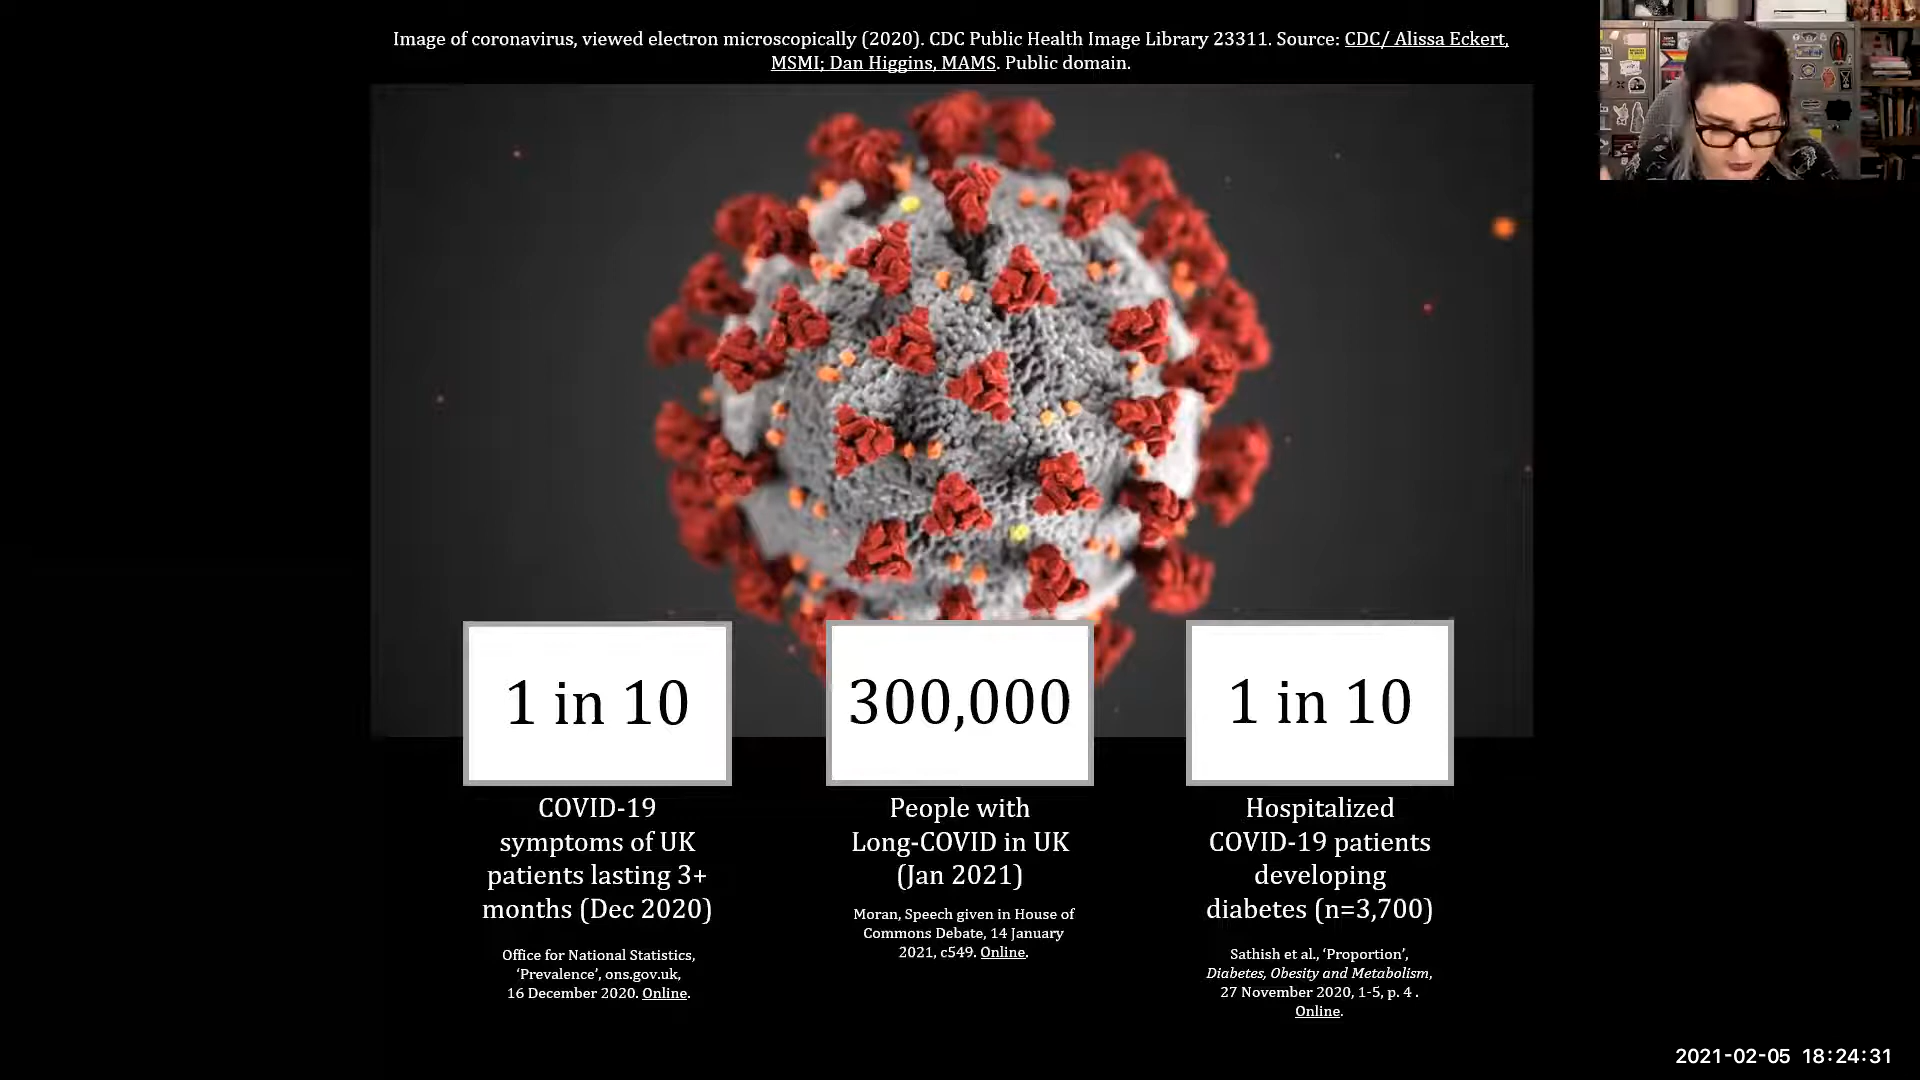 Image of coronavirus, viewed electron microscopically (2020). CDC Public Health Image Library 23311. Source: CDC/ Alissa Eckert,
MSMI; Dan Higgins, MAMS. Public domain.
1 in 10
COVID-19
symptoms of UK
patients lasting 3+
months (Dec 2020)
Office for National Statistics,
‘Prevalence’, ons.gov.uk,
16 December 2020. Online.
300,000
People with
Long-COVID in UK
(Jan 2021)
Moran, Speech given in House of
Commons Debate, 14 January
2021, c549. Online.
1 in 10
Hospitalized
COVID-19 patients
developing
diabetes (n=3,700)
Sathish et al., ‘Proportion’,
Diabetes, Obesity and Metabolism,
27 November 2020, 1-5, p. 4 .
Online.
2021-02-05 18:24:31